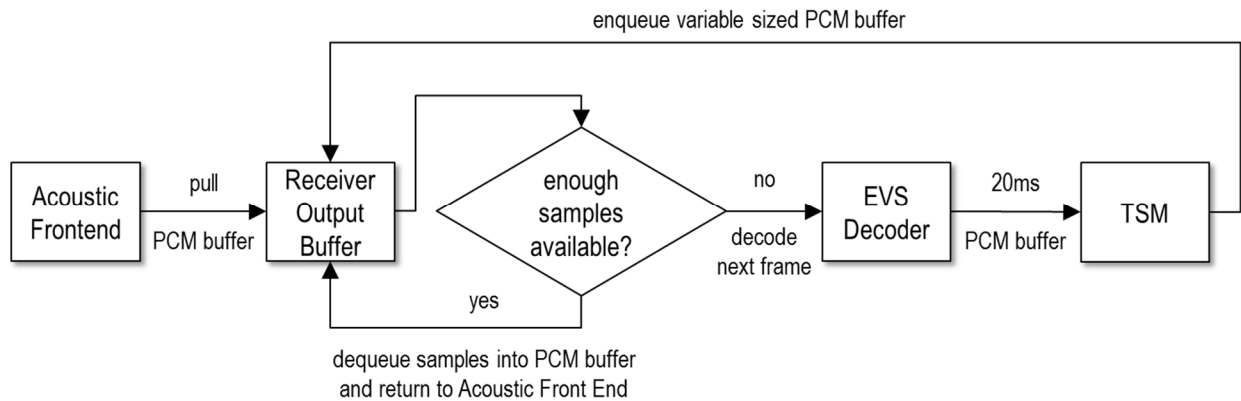 enqueue variable sized PCM buffer
Acoustic
Frontend
pull
PCM buffer
Receiver
Output
Buffer
enough
samples
available?
no
decode
next frame
EVS
Decoder
20ms
PCM buffer
TSM
yes
dequeue samples into PCM buffer
and return to Acoustic Front End